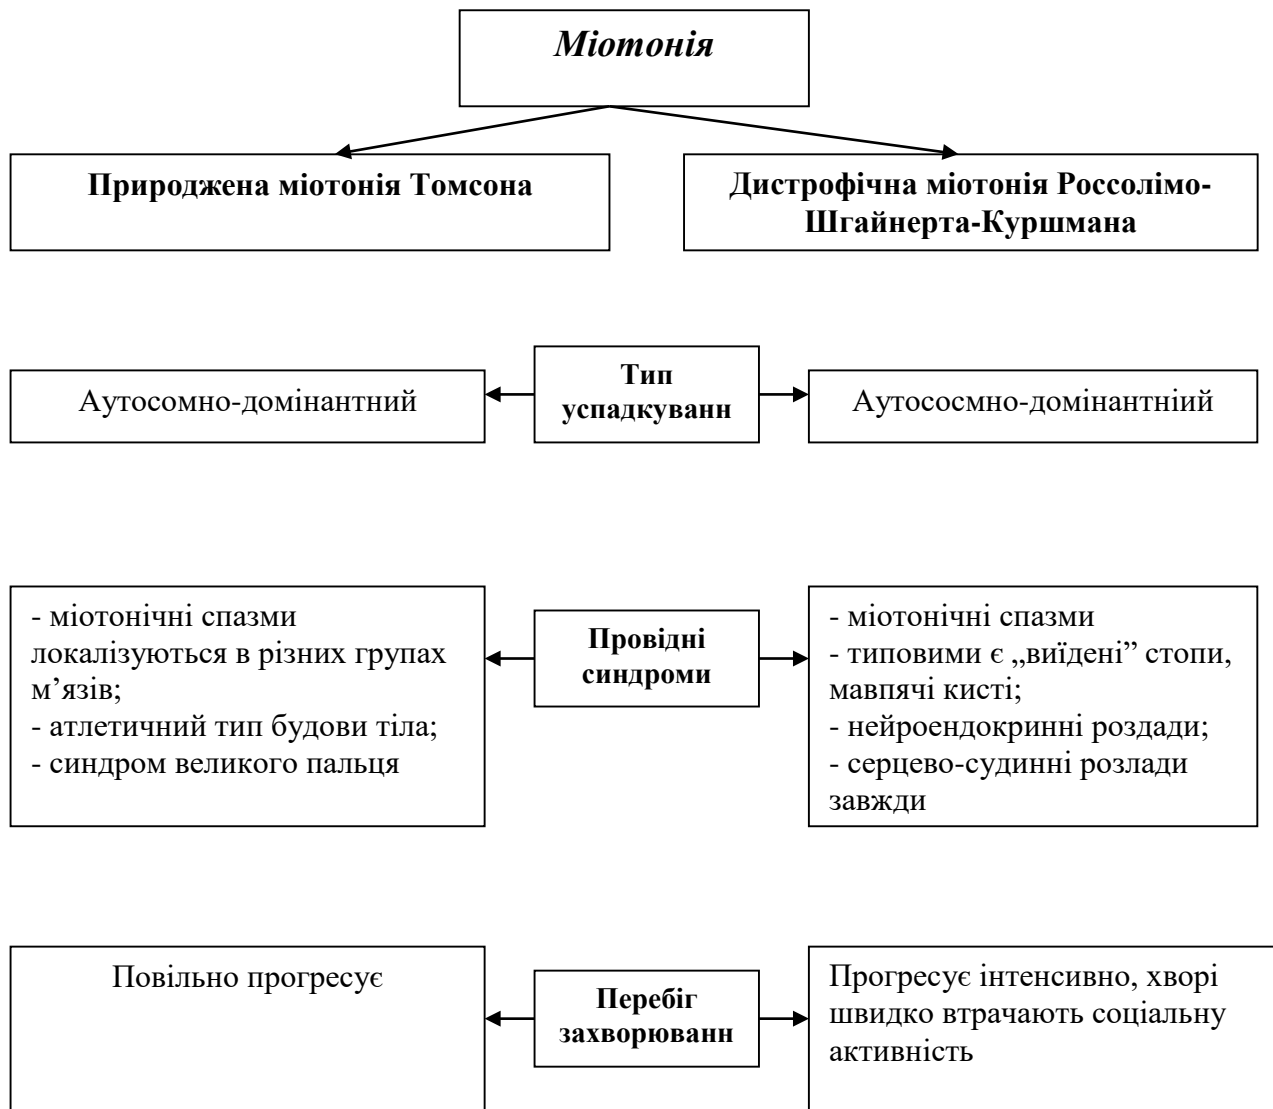 Міотонія
Природжена міотонія Томсона
Дистрофічна міотонія Россолімо-
Шгайнерта-Куршмана
Аутосомно-домінантний
Тип
успадкуванн
Аутососмно-домінантніий
- міотонічні спазми
локалізуються в різних групах
м’язів;
- атлетичний тип будови тіла;
- синдром великого пальця
Провідні
синдроми
- міотонічні спазми
- типовими є „виїдені” стопи,
мавпячі кисті;
- нейроендокринні роздади;
- серцево-судинні розлади
завжди
Повільно прогресує
Перебіг
захворюванн
Прогресує інтенсивно, хворі
швидко втрачають соціальну
активність